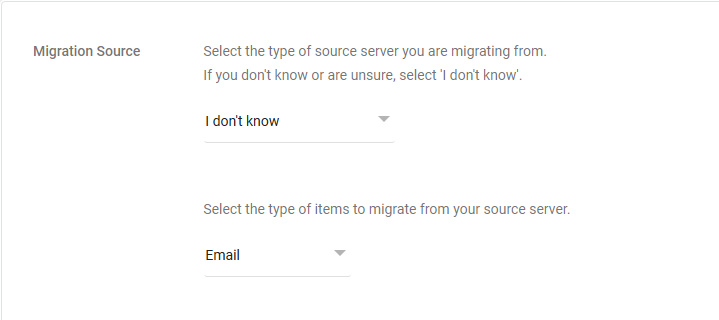 Migration Source
Select the type of source server you are migrating from.
If you don't know or are unsure, select 'I don't know'.
I don't know
Select the type of items to migrate from your source server.
Email